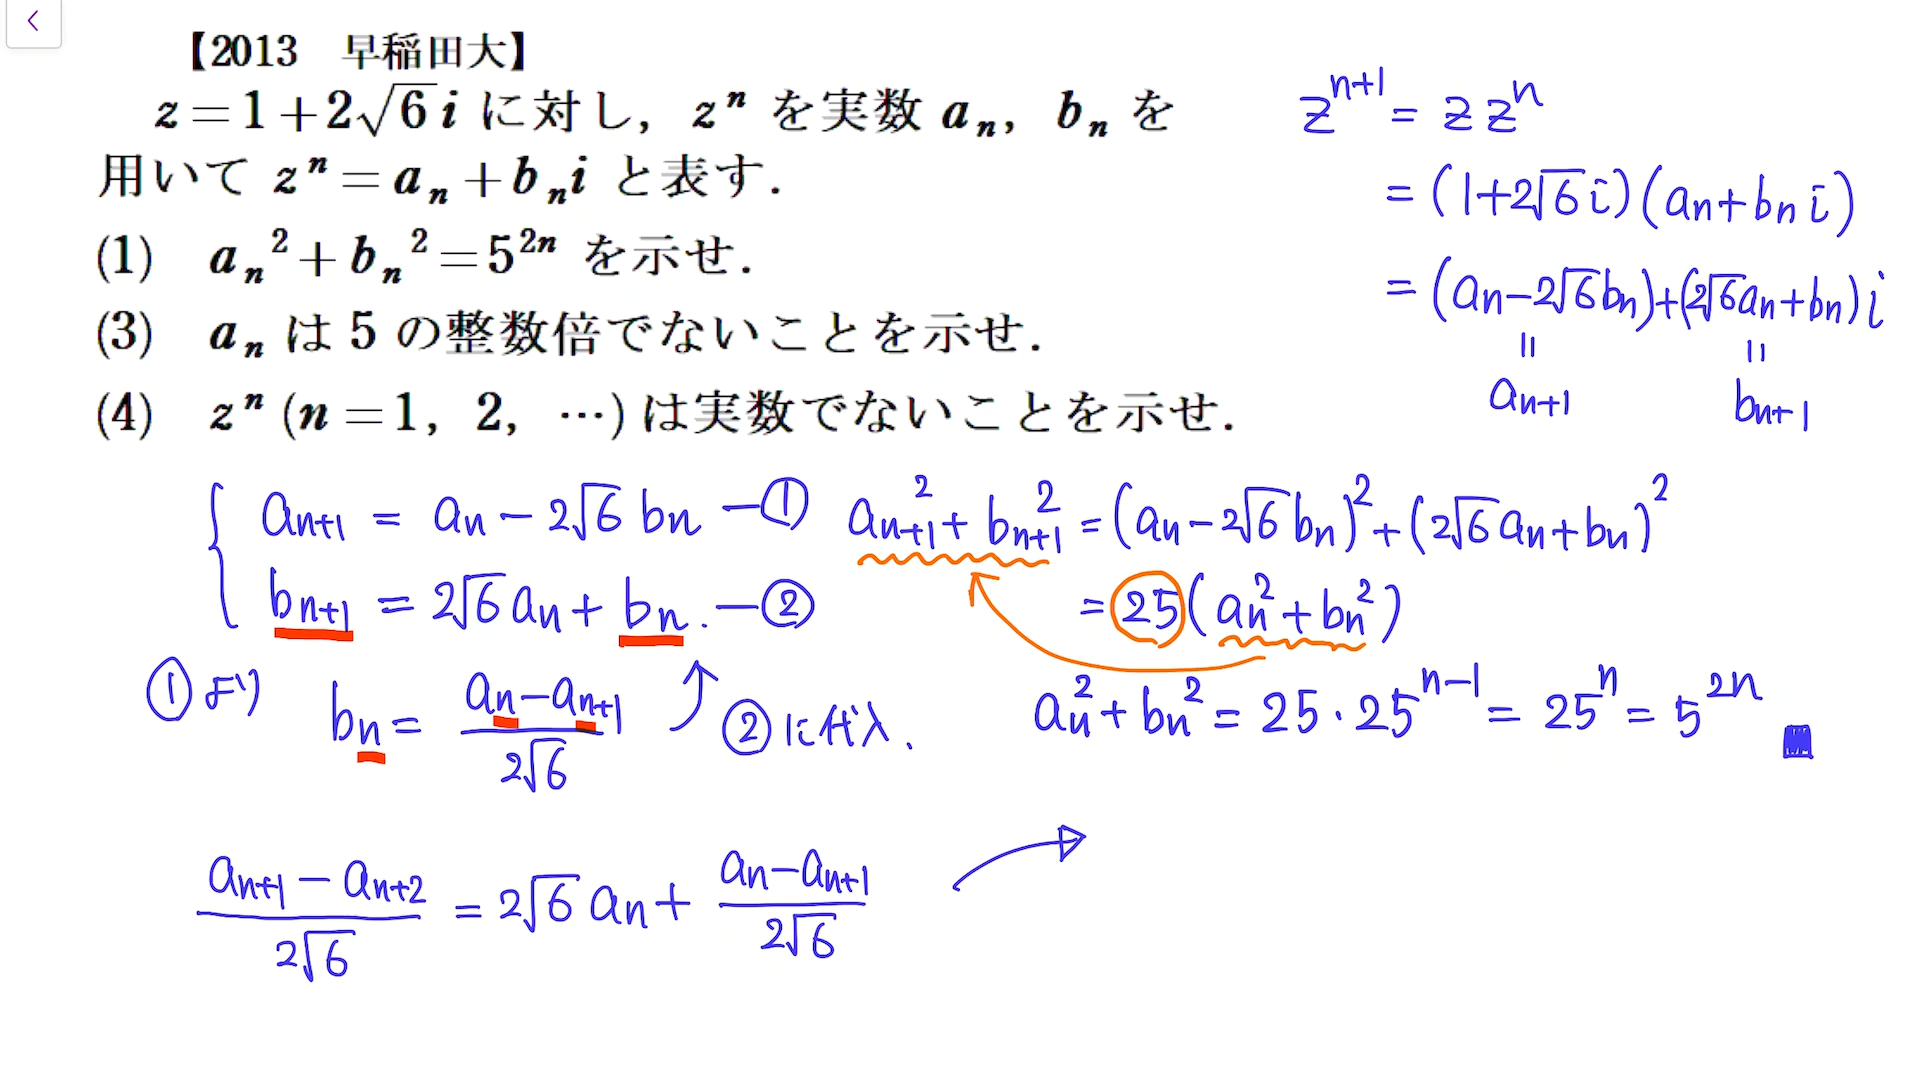 【2013 早稲田大】
z=1+2√6 i に対し, zⁿ を実数 aₙ, bₙ を
用いて zⁿ=aₙ+bₙi と表す.
(1) aₙ²+bₙ²=5²ⁿ を示せ.
(3) aₙ は 5 の整数倍でないことを示せ.
(4) zⁿ (n=1, 2, …) は実数でないことを示せ.
zⁿ⁺¹ = z zⁿ
= (1+2√6 i)(aₙ+bₙ i)
= (aₙ-2√6bₙ)+(2√6aₙ+bₙ)i
|| ||
aₙ₊₁ bₙ₊₁
{ aₙ₊₁ = aₙ - 2√6 bₙ —①
bₙ₊₁ = 2√6 aₙ + bₙ. —②
①より bₙ = (aₙ-aₙ₊₁)/(2√6) ②に代入.
aₙ₊₁² + bₙ₊₁² = (aₙ-2√6bₙ)² + (2√6aₙ+bₙ)²
= 25(aₙ²+bₙ²)
aₙ²+bₙ² = 25・25ⁿ⁻¹ = 25ⁿ = 5²ⁿ
(aₙ₊₁ - aₙ₊₂)/(2√6) = 2√6 aₙ + (aₙ-aₙ₊₁)/(2√6)